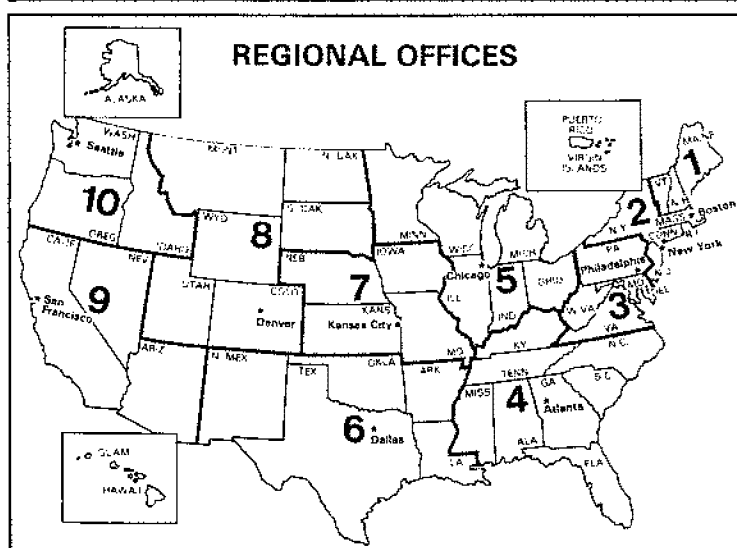 REGIONAL OFFICES
ALASKA
PUERTO
RICO
VIRGIN
ISLANDS
WASH
Seattle
MONT
N. DAK
MAINE
1
VT
N.H.
10
8
WYD
S. DAK
MINN
WISC
MICH
2
N.Y.
MASS
Boston
CONN
R.I.
New York
OREG
IDAHO
CALIF
NEV
NEB
IOWA
Chicago
5
OHIO
PA
Philadelphia
N.J.
DEL
MD
San
Francisco
9
UTAH
COLO
Denver
7
KANS
Kansas City
MO
ILL
IND
W. VA
3
VA
KY
N.C.
ARIZ
N. MEX
TEX
OKLA
ARK
TENN
MISS
4
GA
Atlanta
S.C.
ALA
6
Dallas
LA
FLA
GUAM
HAWAII